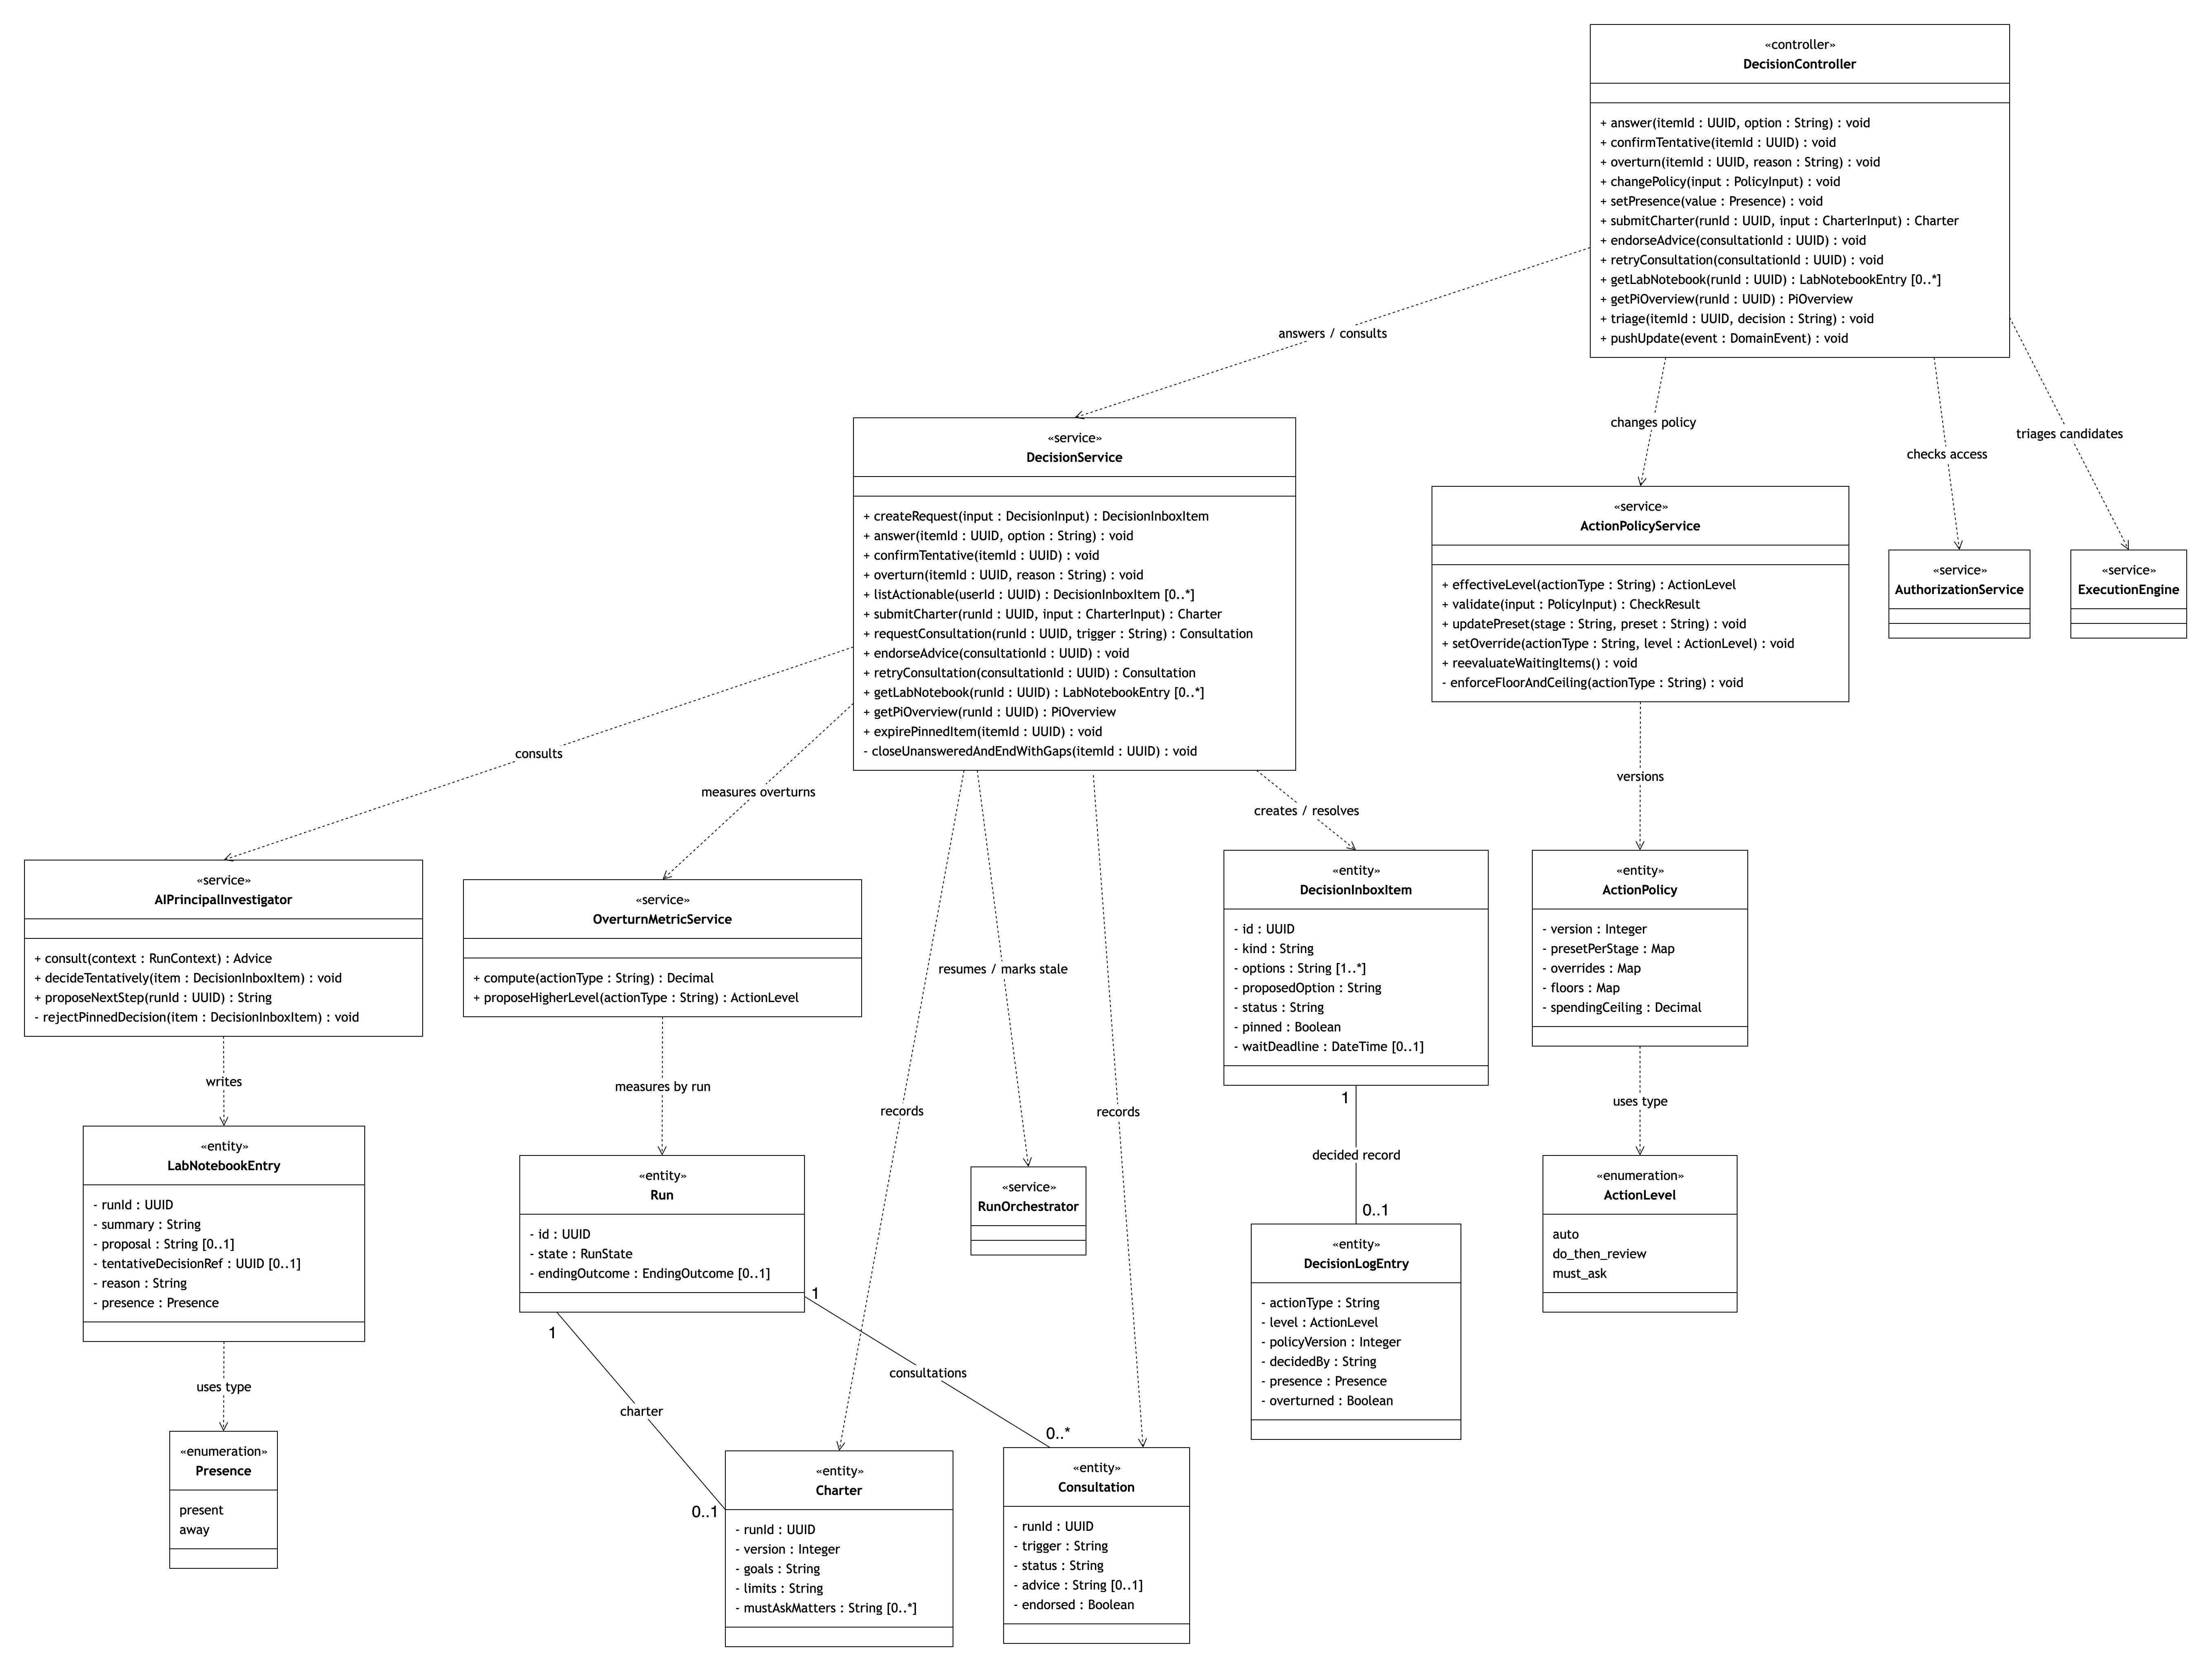 «controller»
DecisionController
+ answer(itemId : UUID, option : String) : void
+ confirmTentative(itemId : UUID) : void
+ overturn(itemId : UUID, reason : String) : void
+ changePolicy(input : PolicyInput) : void
+ setPresence(value : Presence) : void
+ submitCharter(runId : UUID, input : CharterInput) : Charter
+ endorseAdvice(consultationId : UUID) : void
+ retryConsultation(consultationId : UUID) : void
+ getLabNotebook(runId : UUID) : LabNotebookEntry [0..*]
+ getPiOverview(runId : UUID) : PiOverview
+ triage(itemId : UUID, decision : String) : void
+ pushUpdate(event : DomainEvent) : void
answers / consults
changes policy
checks access
triages candidates
«service»
DecisionService
+ createRequest(input : DecisionInput) : DecisionInboxItem
+ answer(itemId : UUID, option : String) : void
+ confirmTentative(itemId : UUID) : void
+ overturn(itemId : UUID, reason : String) : void
+ listActionable(userId : UUID) : DecisionInboxItem [0..*]
+ submitCharter(runId : UUID, input : CharterInput) : Charter
+ requestConsultation(runId : UUID, trigger : String) : Consultation
+ endorseAdvice(consultationId : UUID) : void
+ retryConsultation(consultationId : UUID) : Consultation
+ getLabNotebook(runId : UUID) : LabNotebookEntry [0..*]
+ getPiOverview(runId : UUID) : PiOverview
+ expirePinnedItem(itemId : UUID) : void
- closeUnansweredAndEndWithGaps(itemId : UUID) : void
«service»
ActionPolicyService
+ effectiveLevel(actionType : String) : ActionLevel
+ validate(input : PolicyInput) : CheckResult
+ updatePreset(stage : String, preset : String) : void
+ setOverride(actionType : String, level : ActionLevel) : void
+ reevaluateWaitingItems() : void
- enforceFloorAndCeiling(actionType : String) : void
«service»
AuthorizationService
«service»
ExecutionEngine
consults
measures overturns
creates / resolves
versions
«service»
AIPrincipalInvestigator
+ consult(context : RunContext) : Advice
+ decideTentatively(item : DecisionInboxItem) : void
+ proposeNextStep(runId : UUID) : String
- rejectPinnedDecision(item : DecisionInboxItem) : void
«service»
OverturnMetricService
+ compute(actionType : String) : Decimal
+ proposeHigherLevel(actionType : String) : ActionLevel
resumes / marks stale
«entity»
DecisionInboxItem
- id : UUID
- kind : String
- options : String [1..*]
- proposedOption : String
- status : String
- pinned : Boolean
- waitDeadline : DateTime [0..1]
«entity»
ActionPolicy
- version : Integer
- presetPerStage : Map
- overrides : Map
- floors : Map
- spendingCeiling : Decimal
writes
measures by run
records
records
1
decided record
0..1
uses type
«entity»
LabNotebookEntry
- runId : UUID
- summary : String
- proposal : String [0..1]
- tentativeDecisionRef : UUID [0..1]
- reason : String
- presence : Presence
«entity»
Run
- id : UUID
- state : RunState
- endingOutcome : EndingOutcome [0..1]
«service»
RunOrchestrator
«entity»
DecisionLogEntry
- actionType : String
- level : ActionLevel
- policyVersion : Integer
- decidedBy : String
- presence : Presence
- overturned : Boolean
«enumeration»
ActionLevel
auto
do_then_review
must_ask
uses type
1
charter
0..1
1
consultations
0..*
«enumeration»
Presence
present
away
«entity»
Charter
- runId : UUID
- version : Integer
- goals : String
- limits : String
- mustAskMatters : String [0..*]
«entity»
Consultation
- runId : UUID
- trigger : String
- status : String
- advice : String [0..1]
- endorsed : Boolean